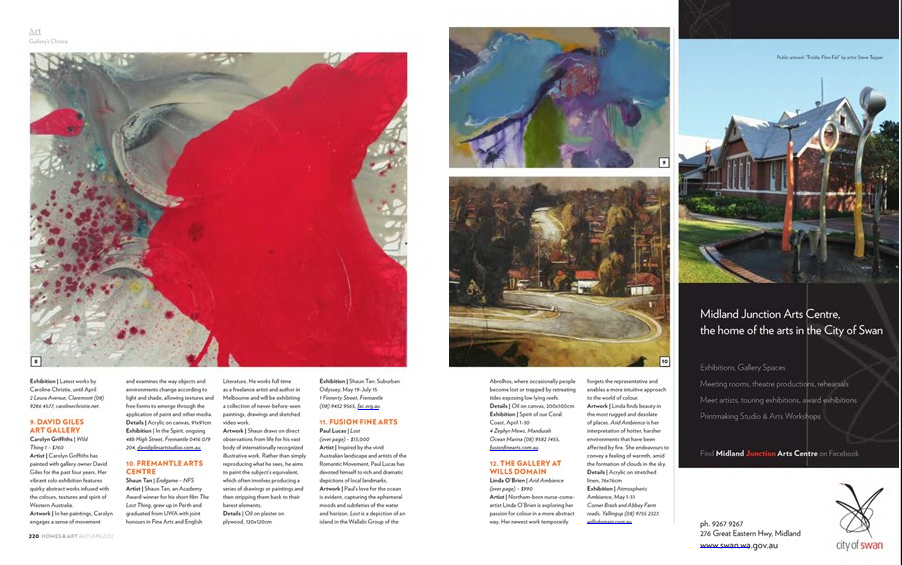 Art
Gallery's Choice
8
Exhibition | Latest works by
Caroline Christie, until April
2 Leura Avenue, Claremont (08)
9286 4577, carolinechristie.net.
9. DAVID GILES
ART GALLERY
Carolyn Griffiths | Wild
Thing 1 – $760
Artist | Carolyn Griffiths has
painted with gallery owner David
Giles for the past four years. Her
vibrant solo exhibition features
quirky abstract works infused with
the colours, textures and spirit of
Western Australia.
Artwork | In her paintings, Carolyn
engages a sense of movement
and examines the way objects and
environments change according to
light and shade, allowing textures and
free forms to emerge through the
application of paint and other media.
Details | Acrylic on canvas, 91x91cm
Exhibition | In the Spirit, ongoing
49b High Street, Fremantle 0416 079
204, davidgilesartstudios.com.au.
10. FREMANTLE ARTS
CENTRE
Shaun Tan | Endgame – NFS
Artist | Shaun Tan, an Academy
Award-winner for his short film The
Lost Thing, grew up in Perth and
graduated from UWA with joint
honours in Fine Arts and English
Literature. He works full time
as a freelance artist and author in
Melbourne and will be exhibiting
a collection of never-before-seen
paintings, drawings and sketched
video work.
Artwork | Shaun draws on direct
observations from life for his vast
body of internationally recognised
illustrative work. Rather than simply
reproducing what he sees, he aims
to paint the subject's equivalent,
which often involves producing a
series of drawings or paintings and
then stripping them back to their
barest elements.
Details | Oil on plaster on
plywood, 120x120cm
Exhibition | Shaun Tan: Suburban
Odyssey, May 19-July 15
1 Finnerty Street, Fremantle
(08) 9432 9565, fac.org.au.
11. FUSION FINE ARTS
Paul Lucas | Lost
(over page) – $15,000
Artist | Inspired by the vivid
Australian landscape and artists of the
Romantic Movement, Paul Lucas has
devoted himself to rich and dramatic
depictions of local landmarks.
Artwork | Paul's love for the ocean
is evident, capturing the ephemeral
moods and subtleties of the water
and horizon. Lost is a depiction of an
island in the Wallabi Group of the
220 HOMES & ART AUTUMN 2012
9
10
Abrolhos, where occasionally people
become lost or trapped by retreating
tides exposing low lying reefs.
Details | Oil on canvas, 200x100cm
Exhibition | Spirit of our Coral
Coast, April 1-30
4 Zephyr Mews, Mandurah
Ocean Marina (08) 9582 7455,
fusionfinearts.com.au
12. THE GALLERY AT
WILLS DOMAIN
Linda O'Brien | Arid Ambience
(over page) – $990
Artist | Northam-born nurse-come-
artist Linda O'Brien is exploring her
passion for colour in a more abstract
way. Her newest work temporarily
forgets the representative and
enables a more intuitive approach
to the world of colour.
Artwork | Linda finds beauty in
the most rugged and desolate
of places. Arid Ambience is her
interpretation of hotter, harsher
environments that have been
affected by fire. She endeavours to
convey a feeling of warmth, amid
the formation of clouds in the sky.
Details | Acrylic on stretched
linen, 76x76cm
Exhibition | Atmospheric
Ambience, May 1-31
Corner Brash and Abbey Farm
roads, Yallingup (08) 9755 2327,
willsdomain.com.au
Public artwork "Trickle, Flow Fall" by artist Steve Tepper
Midland Junction Arts Centre,
the home of the arts in the City of Swan
Exhibitions, Gallery Spaces
Meeting rooms, theatre productions, rehearsals
Meet artists, touring exhibitions, award exhibitions
Printmaking Studio & Arts Workshops
Find Midland Junction Arts Centre on Facebook
ph. 9267 9267
276 Great Eastern Hwy, Midland
www.swan.wa.gov.au
city of swan